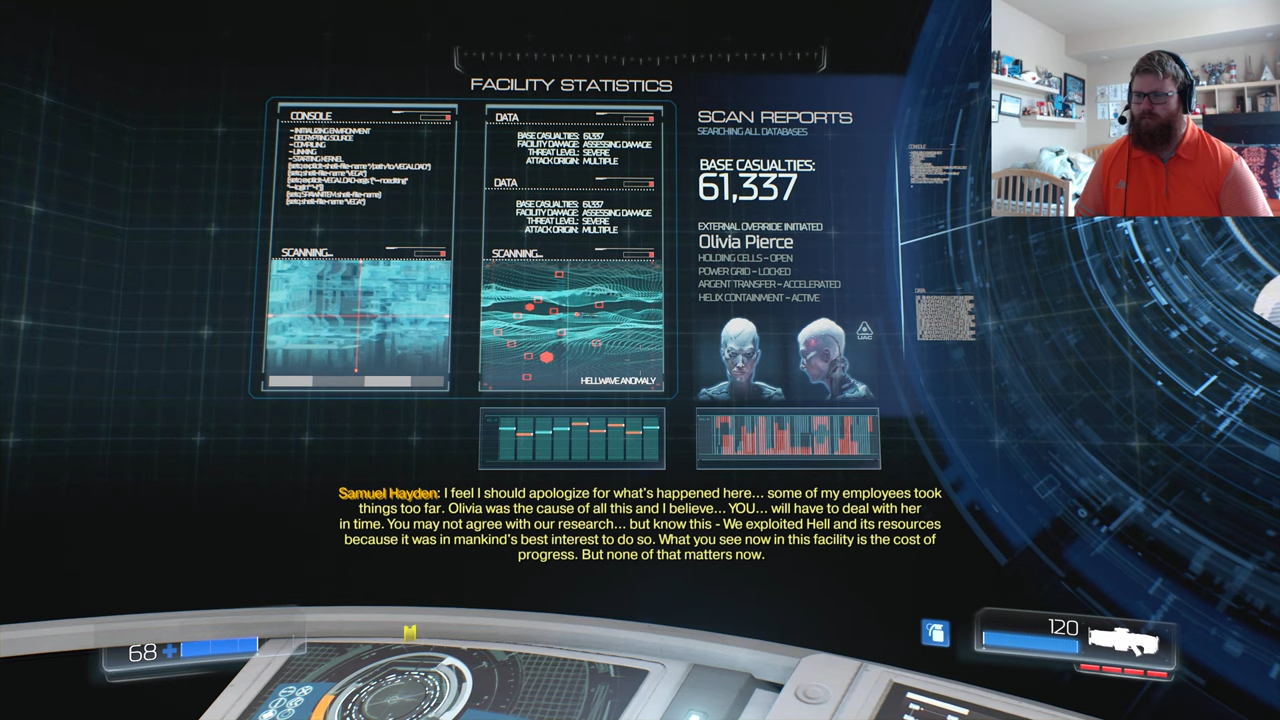 FACILITY STATISTICS
CONSOLE
- INITIALIZING ENVIRONMENT
- DECRYPTING SOURCE
- COMPILING
- LINKING
- STARTING KERNEL
SCANNING...
DATA
BASE CASUALTIES: 61,337
FACILITY DAMAGE: ASSESSING DAMAGE
THREAT LEVEL: SEVERE
ATTACK ORIGIN: MULTIPLE
DATA
BASE CASUALTIES: 61,337
FACILITY DAMAGE: ASSESSING DAMAGE
THREAT LEVEL: SEVERE
ATTACK ORIGIN: MULTIPLE
SCANNING...
HELLWAVE ANOMALY
SCAN REPORTS
SEARCHING ALL DATABASES
BASE CASUALTIES:
61,337
EXTERNAL OVERRIDE INITIATED
Olivia Pierce
HOLDING CELLS - OPEN
POWER GRID - LOCKED
ARGENT TRANSFER - ACCELERATED
HELIX CONTAINMENT - ACTIVE
UAC
CONSOLE
DATA
Samuel Hayden: I feel I should apologize for what's happened here... some of my employees took
things too far. Olivia was the cause of all this and I believe... YOU... will have to deal with her
in time. You may not agree with our research... but know this - We exploited Hell and its resources
because it was in mankind's best interest to do so. What you see now in this facility is the cost of
progress. But none of that matters now.
68
120